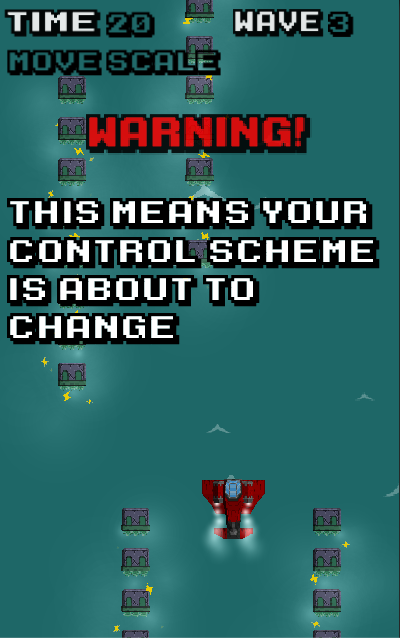 TIME 20 WAVE 3
MOVE SCALE
WARNING!
THIS MEANS YOUR
CONTROL SCHEME
IS ABOUT TO
CHANGE